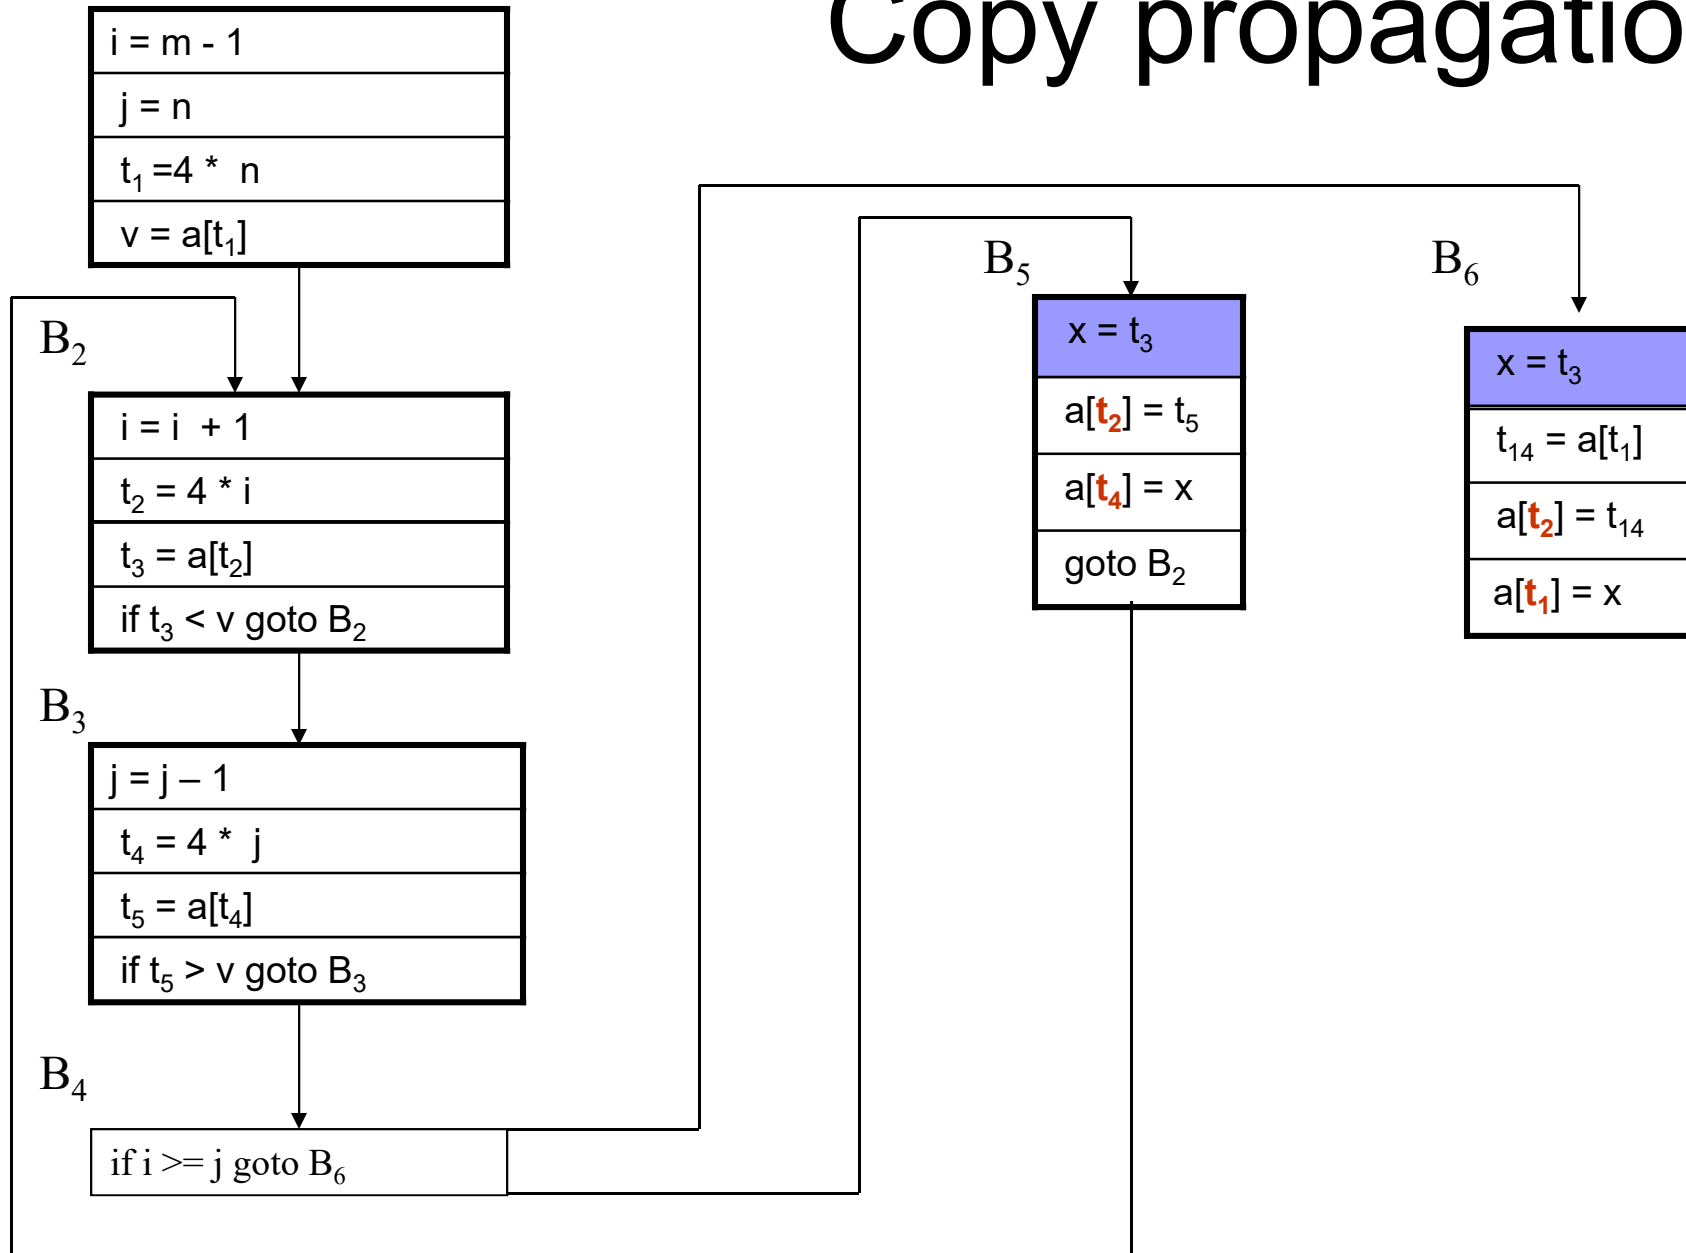 Copy propagatio
i = m - 1
j = n
t₁ =4 * n
v = a[t₁]
B₂
i = i + 1
t₂ = 4 * i
t₃ = a[t₂]
if t₃ < v goto B₂
B₃
j = j – 1
t₄ = 4 * j
t₅ = a[t₄]
if t₅ > v goto B₃
B₄
if i >= j goto B₆
B₅
x = t₃
a[t₂] = t₅
a[t₄] = x
goto B₂
B₆
x = t₃
t₁₄ = a[t₁]
a[t₂] = t₁₄
a[t₁] = x